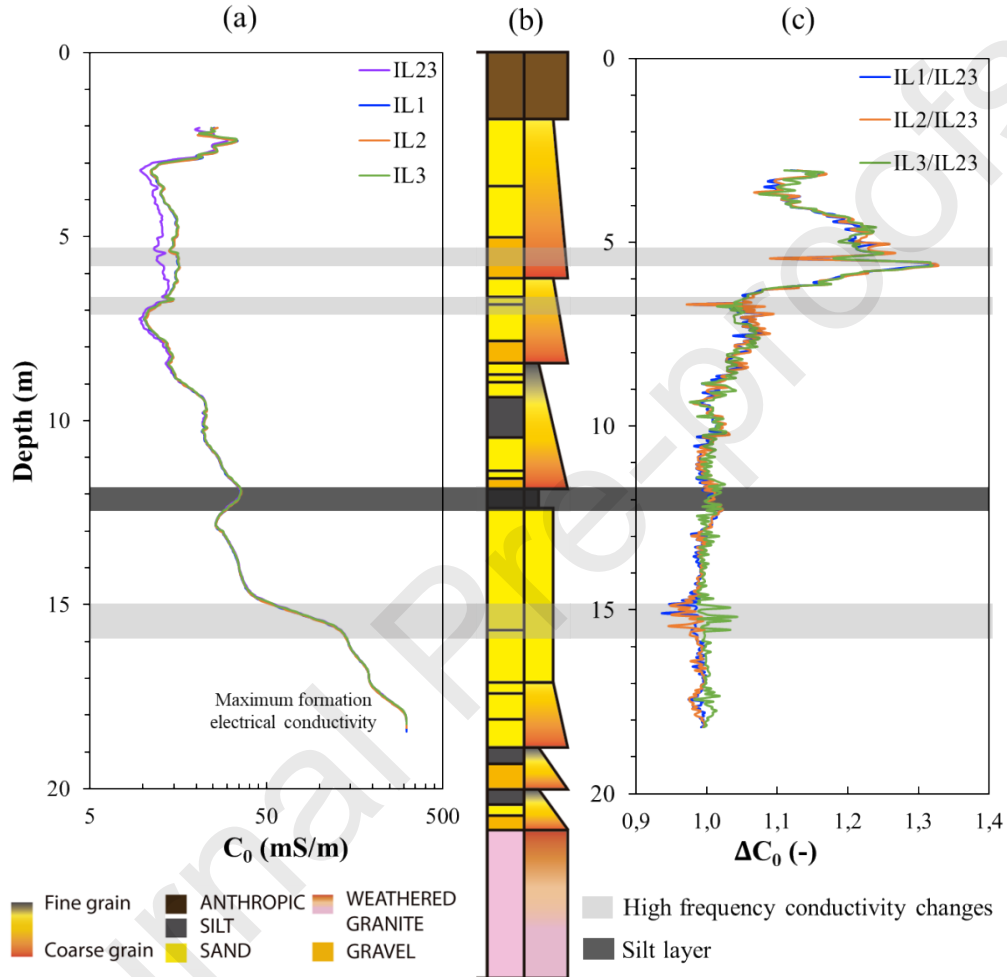 (a)
(b)
(c)
0
5
10
15
20
Depth (m)
IL23
IL1
IL2
IL3
Maximum formation
electrical conductivity
5
50
500
C₀ (mS/m)
0
5
10
15
20
IL1/IL23
IL2/IL23
IL3/IL23
0,9
1,0
1,1
1,2
1,3
1,4
ΔC₀ (-)
Fine grain
Coarse grain
ANTHROPIC
SILT
SAND
WEATHERED
GRANITE
GRAVEL
High frequency conductivity changes
Silt layer
urnal Pre-proofs